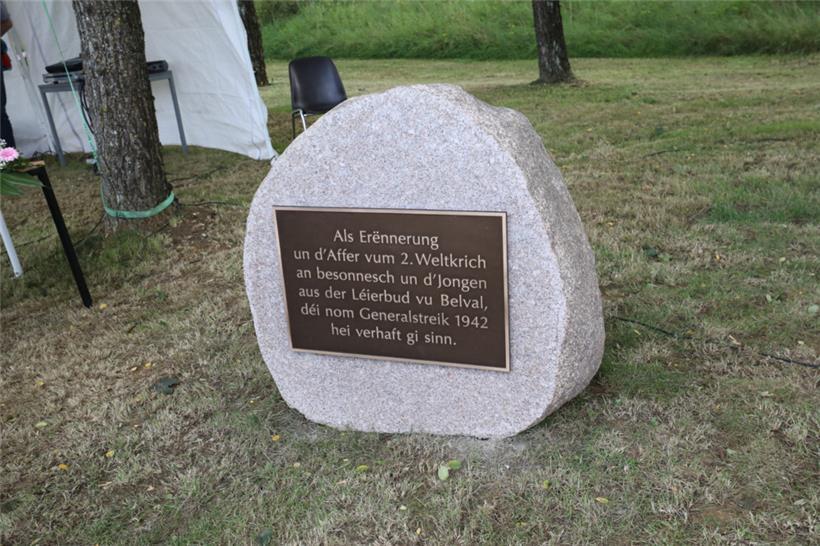 Als Erënnerung
un d'Affer vum 2. Weltkrich
an besonnesch un d'Jongen
aus der Léierbud vu Belval,
déi nom Generalstreik 1942
hei verhaft gi sinn.